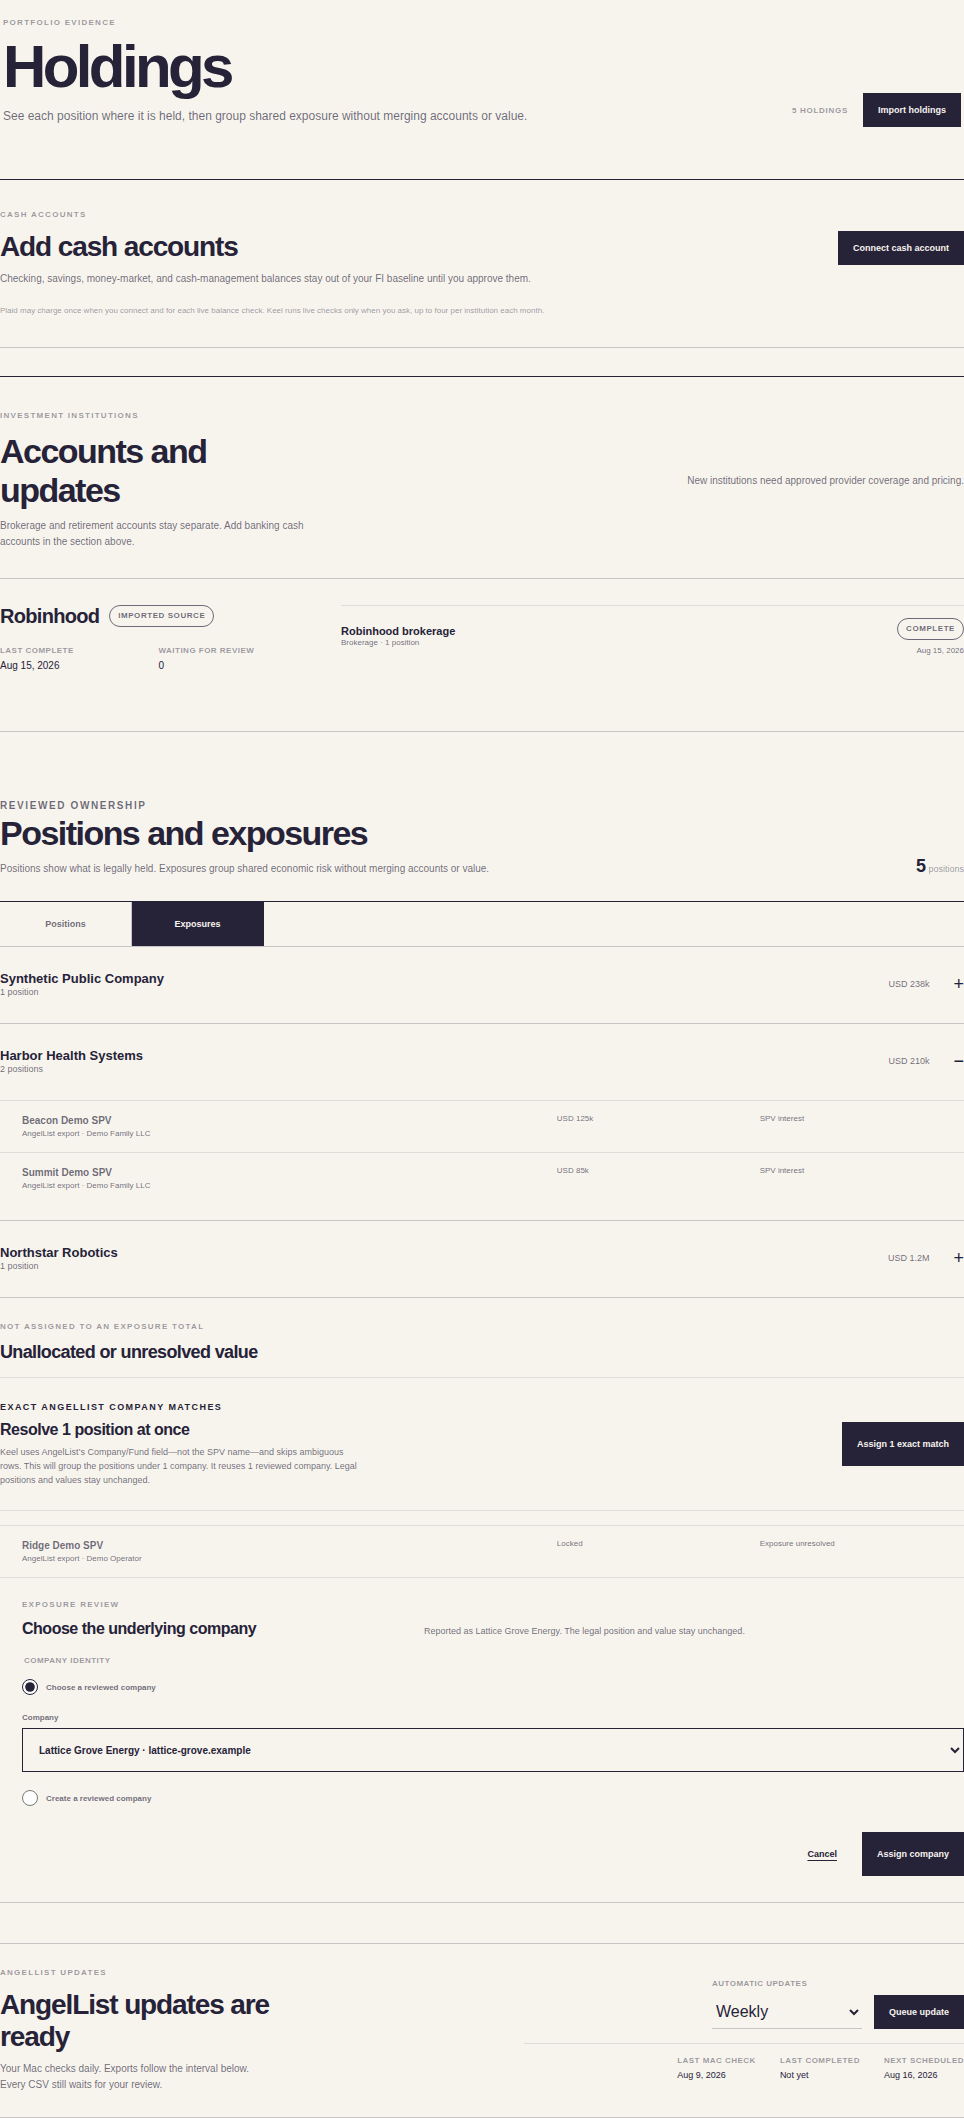 PORTFOLIO EVIDENCE
Holdings
See each position where it is held, then group shared exposure without merging accounts or value.
5 HOLDINGS
Import holdings
CASH ACCOUNTS
Add cash accounts
Connect cash account
Checking, savings, money-market, and cash-management balances stay out of your FI baseline until you approve them.
Plaid may charge once when you connect and for each live balance check. Keel runs live checks only when you ask, up to four per institution each month.
INVESTMENT INSTITUTIONS
Accounts and
updates
New institutions need approved provider coverage and pricing.
Brokerage and retirement accounts stay separate. Add banking cash
accounts in the section above.
Robinhood
IMPORTED SOURCE
LAST COMPLETE
WAITING FOR REVIEW
Aug 15, 2026
0
Robinhood brokerage
Brokerage · 1 position
COMPLETE
Aug 15, 2026
REVIEWED OWNERSHIP
Positions and exposures
Positions show what is legally held. Exposures group shared economic risk without merging accounts or value.
5 positions
Positions
Exposures
Synthetic Public Company
1 position
USD 238k
+
Harbor Health Systems
2 positions
USD 210k
−
Beacon Demo SPV
AngelList export · Demo Family LLC
USD 125k
SPV interest
Summit Demo SPV
AngelList export · Demo Family LLC
USD 85k
SPV interest
Northstar Robotics
1 position
USD 1.2M
+
NOT ASSIGNED TO AN EXPOSURE TOTAL
Unallocated or unresolved value
EXACT ANGELLIST COMPANY MATCHES
Resolve 1 position at once
Keel uses AngelList's Company/Fund field—not the SPV name—and skips ambiguous
rows. This will group the positions under 1 company. It reuses 1 reviewed company. Legal
positions and values stay unchanged.
Assign 1 exact match
Ridge Demo SPV
AngelList export · Demo Operator
Locked
Exposure unresolved
EXPOSURE REVIEW
Choose the underlying company
Reported as Lattice Grove Energy. The legal position and value stay unchanged.
COMPANY IDENTITY
Choose a reviewed company
Company
Lattice Grove Energy · lattice-grove.example
Create a reviewed company
Cancel
Assign company
ANGELLIST UPDATES
AngelList updates are
ready
Your Mac checks daily. Exports follow the interval below.
Every CSV still waits for your review.
AUTOMATIC UPDATES
Weekly
Queue update
LAST MAC CHECK
LAST COMPLETED
NEXT SCHEDULED
Aug 9, 2026
Not yet
Aug 16, 2026